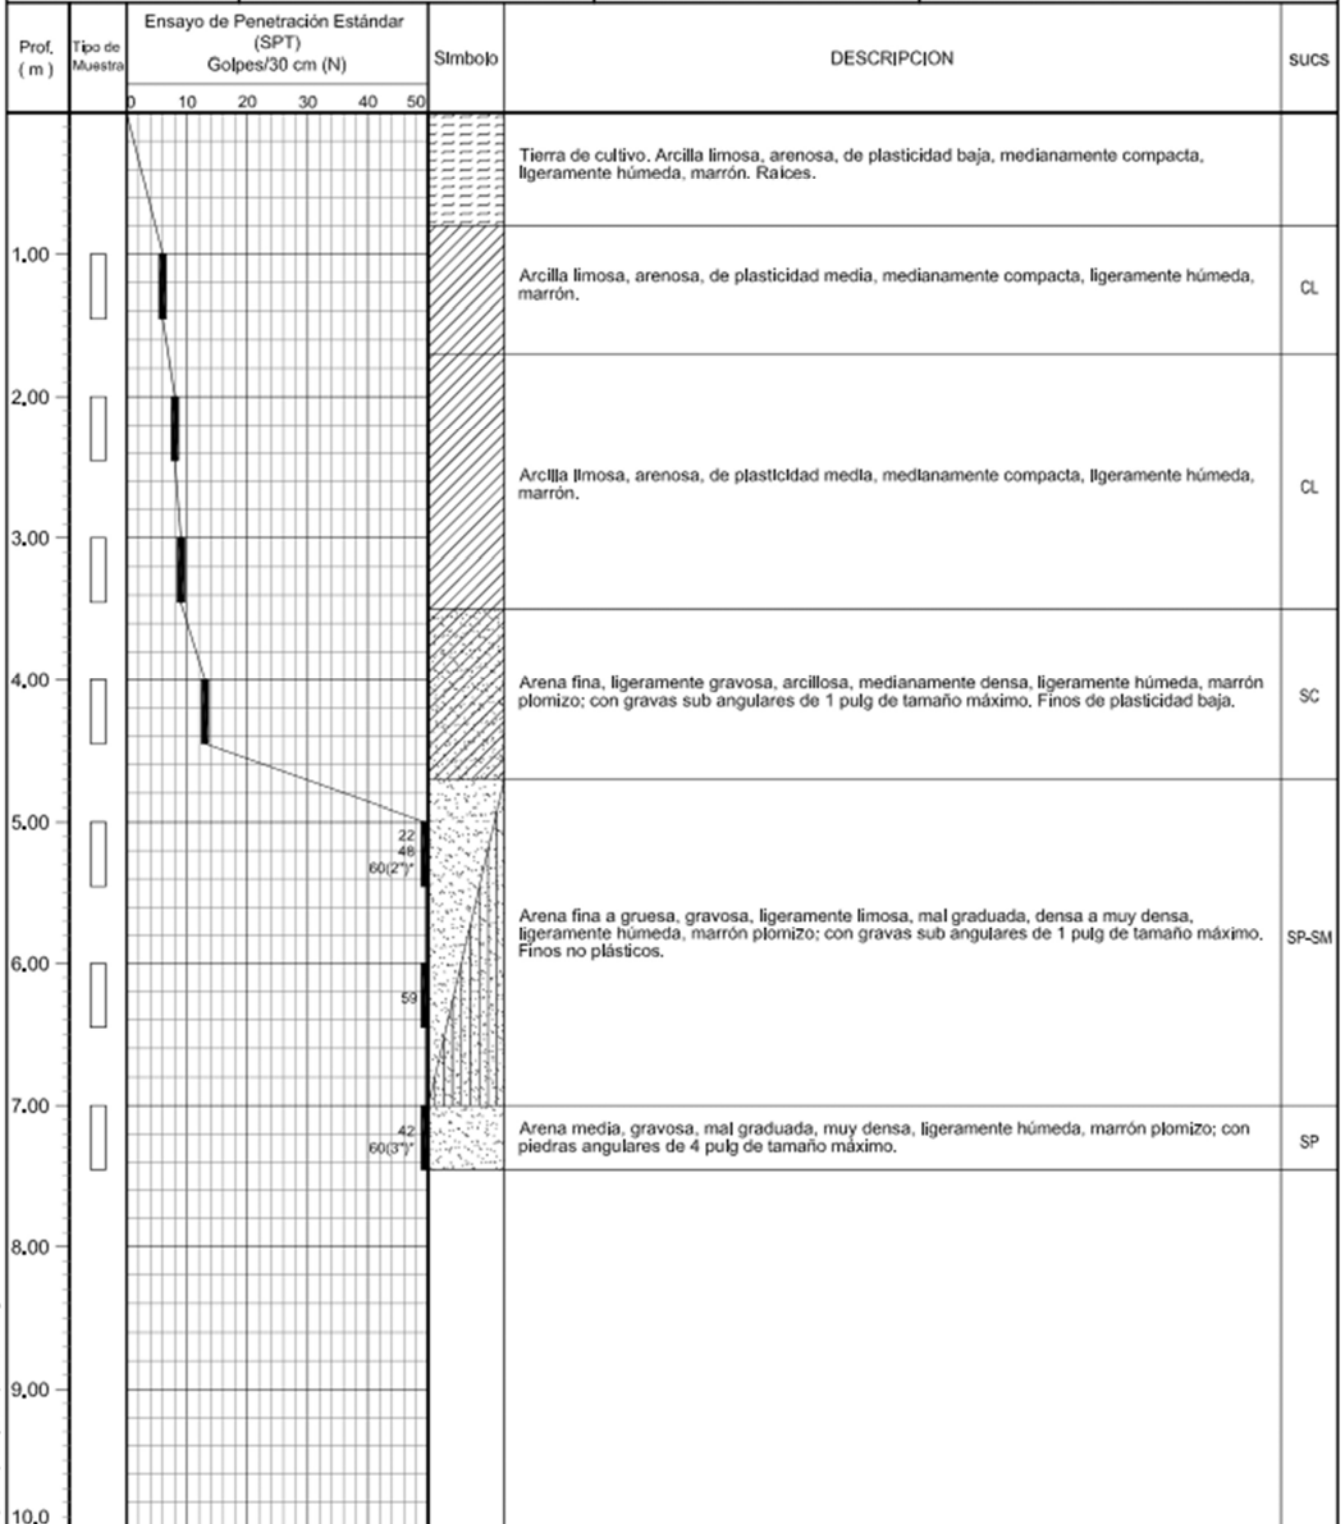 Prof.
( m )
Tipo de
Muestra
Ensayo de Penetración Estándar
(SPT)
Golpes/30 cm (N)
Símbolo
DESCRIPCION
SUCS
0 10 20 30 40 50
Tierra de cultivo. Arcilla limosa, arenosa, de plasticidad baja, medianamente compacta,
ligeramente húmeda, marrón. Raíces.
1.00
Arcilla limosa, arenosa, de plasticidad media, medianamente compacta, ligeramente húmeda,
marrón.
CL
2.00
Arcilla limosa, arenosa, de plasticidad media, medianamente compacta, ligeramente húmeda,
marrón.
CL
3.00
4.00
Arena fina, ligeramente gravosa, arcillosa, medianamente densa, ligeramente húmeda, marrón
plomizo; con gravas sub angulares de 1 pulg de tamaño máximo. Finos de plasticidad baja.
SC
5.00
22
48
60(2")*
Arena fina a gruesa, gravosa, ligeramente limosa, mal graduada, densa a muy densa,
ligeramente húmeda, marrón plomizo; con gravas sub angulares de 1 pulg de tamaño máximo.
Finos no plásticos.
SP-SM
6.00
59
7.00
42
60(3")*
Arena media, gravosa, mal graduada, muy densa, ligeramente húmeda, marrón plomizo; con
piedras angulares de 4 pulg de tamaño máximo.
SP
8.00
9.00
10.0